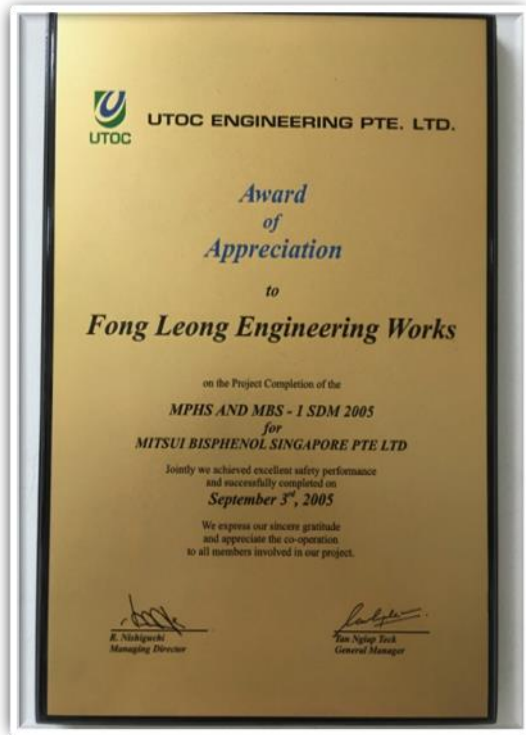 UTOC
UTOC ENGINEERING PTE. LTD.
Award
of
Appreciation
to
Fong Leong Engineering Works
on the Project Completion of the
MPHS AND MBS - 1 SDM 2005
for
MITSUI BISPHENOL SINGAPORE PTE LTD
Jointly we achieved excellent safety performance
and successfully completed on
September 3rd, 2005
We express our sincere gratitude
and appreciate the co-operation
to all members involved in our project.
R. Nishiguchi
Managing Director
Tan Ngiap Teck
General Manager